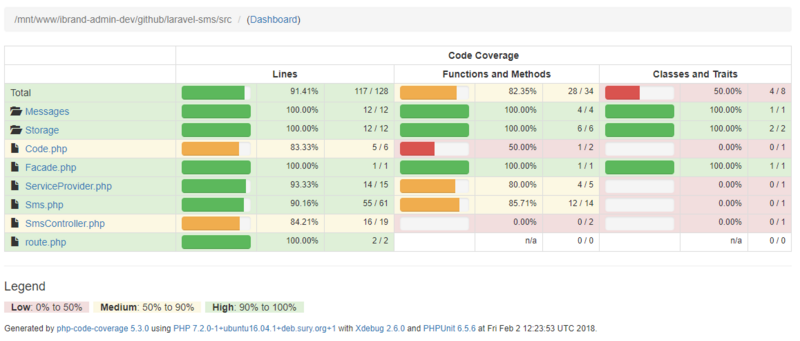 /mnt/www/ibrand-admin-dev/github/laravel-sms/src / (Dashboard)
Code Coverage
Lines Functions and Methods Classes and Traits
Total 91.41% 117 / 128 82.35% 28 / 34 50.00% 4 / 8
Messages 100.00% 12 / 12 100.00% 4 / 4 100.00% 1 / 1
Storage 100.00% 12 / 12 100.00% 6 / 6 100.00% 2 / 2
Code.php 83.33% 5 / 6 50.00% 1 / 2 0.00% 0 / 1
Facade.php 100.00% 1 / 1 100.00% 1 / 1 100.00% 1 / 1
ServiceProvider.php 93.33% 14 / 15 80.00% 4 / 5 0.00% 0 / 1
Sms.php 90.16% 55 / 61 85.71% 12 / 14 0.00% 0 / 1
SmsController.php 84.21% 16 / 19 0.00% 0 / 2 0.00% 0 / 1
route.php 100.00% 2 / 2 n/a 0 / 0 n/a 0 / 0
Legend
Low: 0% to 50% Medium: 50% to 90% High: 90% to 100%
Generated by php-code-coverage 5.3.0 using PHP 7.2.0-1+ubuntu16.04.1+deb.sury.org+1 with Xdebug 2.6.0 and PHPUnit 6.5.6 at Fri Feb 2 12:23:53 UTC 2018.